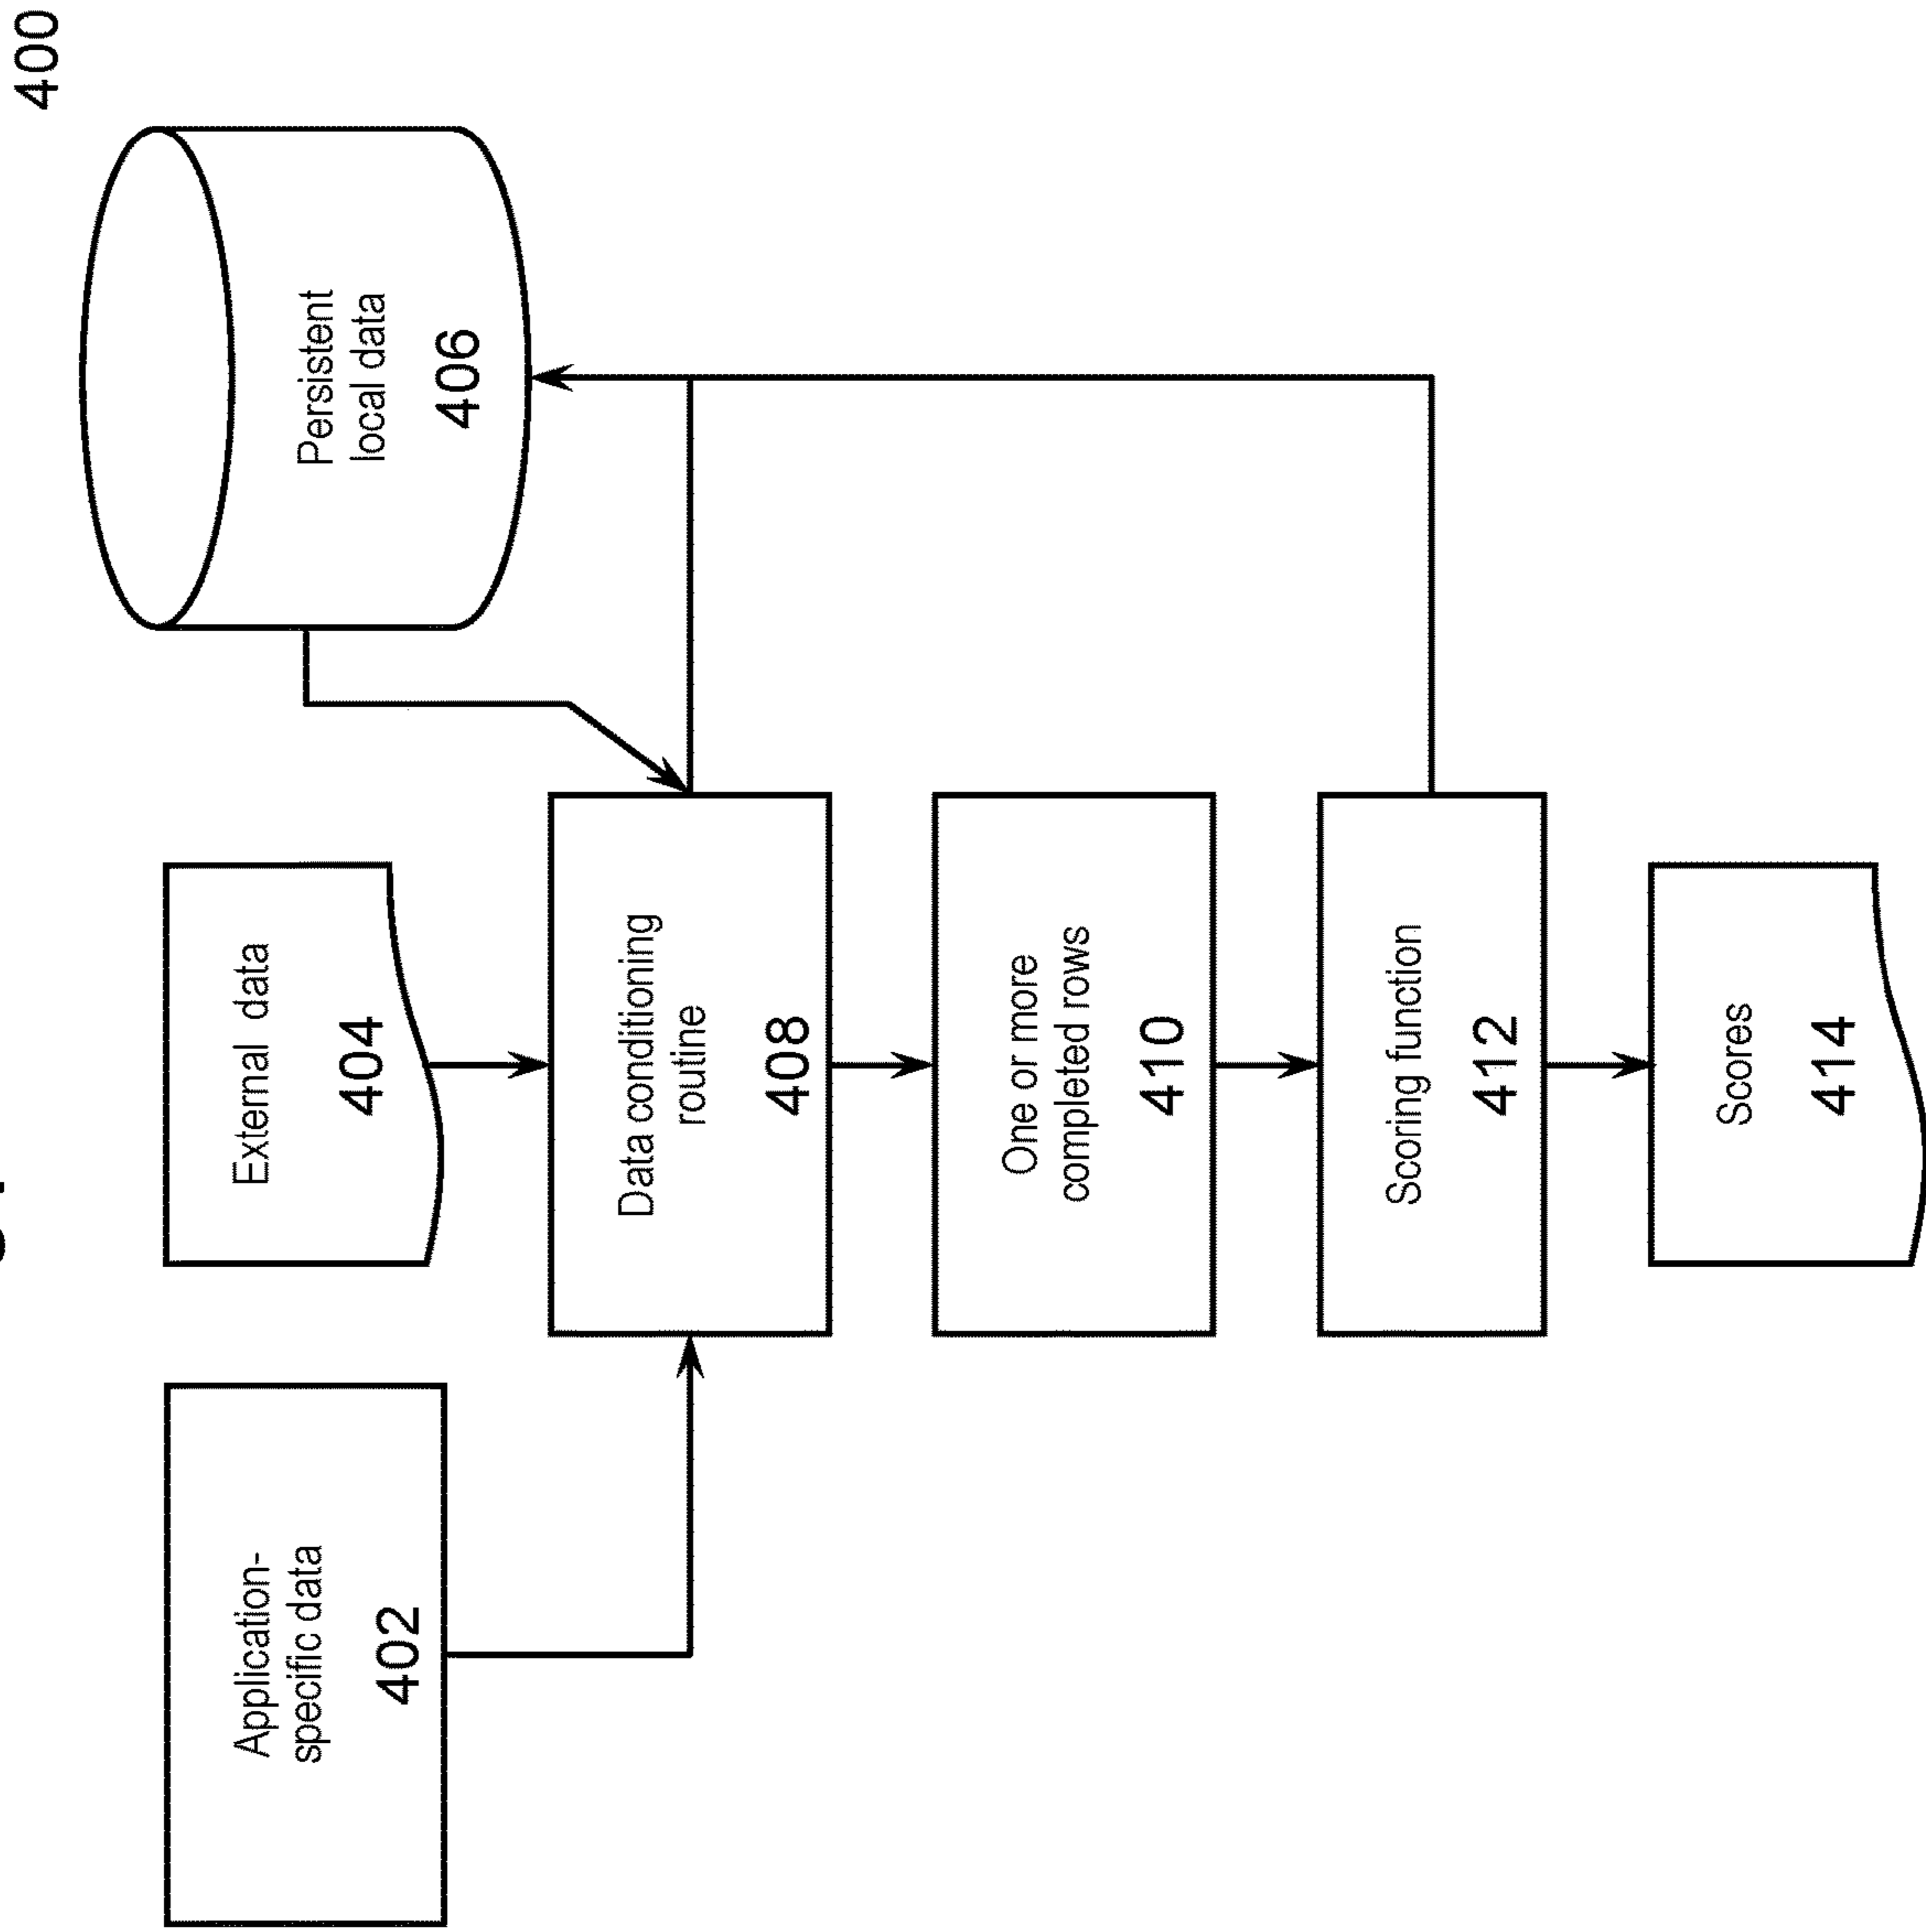 400
Application-
specific data
402
External data
404
Persistent
local data
406
Data conditioning
routine
408
One or more
completed rows
410
Scoring function
412
Scores
414